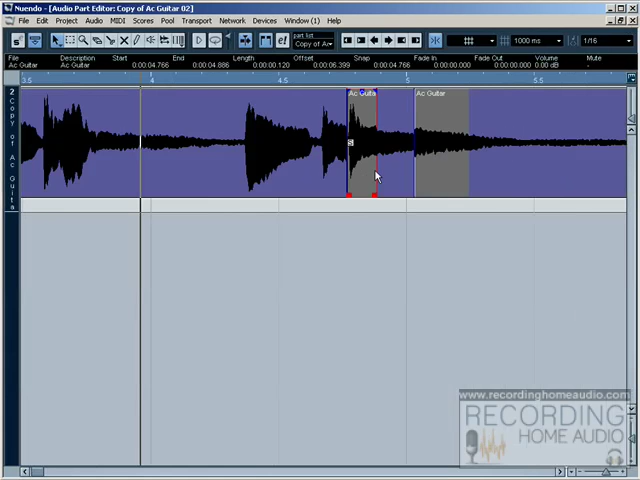 Nuendo - [Audio Part Editor: Copy of Ac Guitar 02]
File Edit Project Audio MIDI Scores Pool Transport Network Devices Window (1) Help
part list
Copy of Ac
1000 ms
1/16
File Description Start End Length Offset Snap Fade In Fade Out Volume Mute
Ac Guitar Ac Guitar 0:00:04.766 0:00:04.886 0:00:00.120 0:00:06.399 0:00:04.766 0:00:00.000 0:00:00.000 0.00 dB -
3.5 4 4.5 5 5.5
2
Copy of Ac Guita
Ac Guita
Ac Guitar
S
www.recordinghomeaudio.com
RECORDING
HOME AUDIO